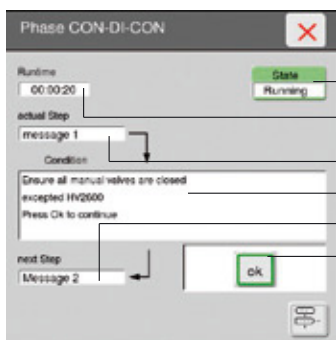 Phase CON-DI-CON
Runtime
00:00:20
State
Running
actual Step
message 1
Condition
Ensure all manual valves are closed
excepted HV2600
Press Ok to continue
next Step
Message 2
ok